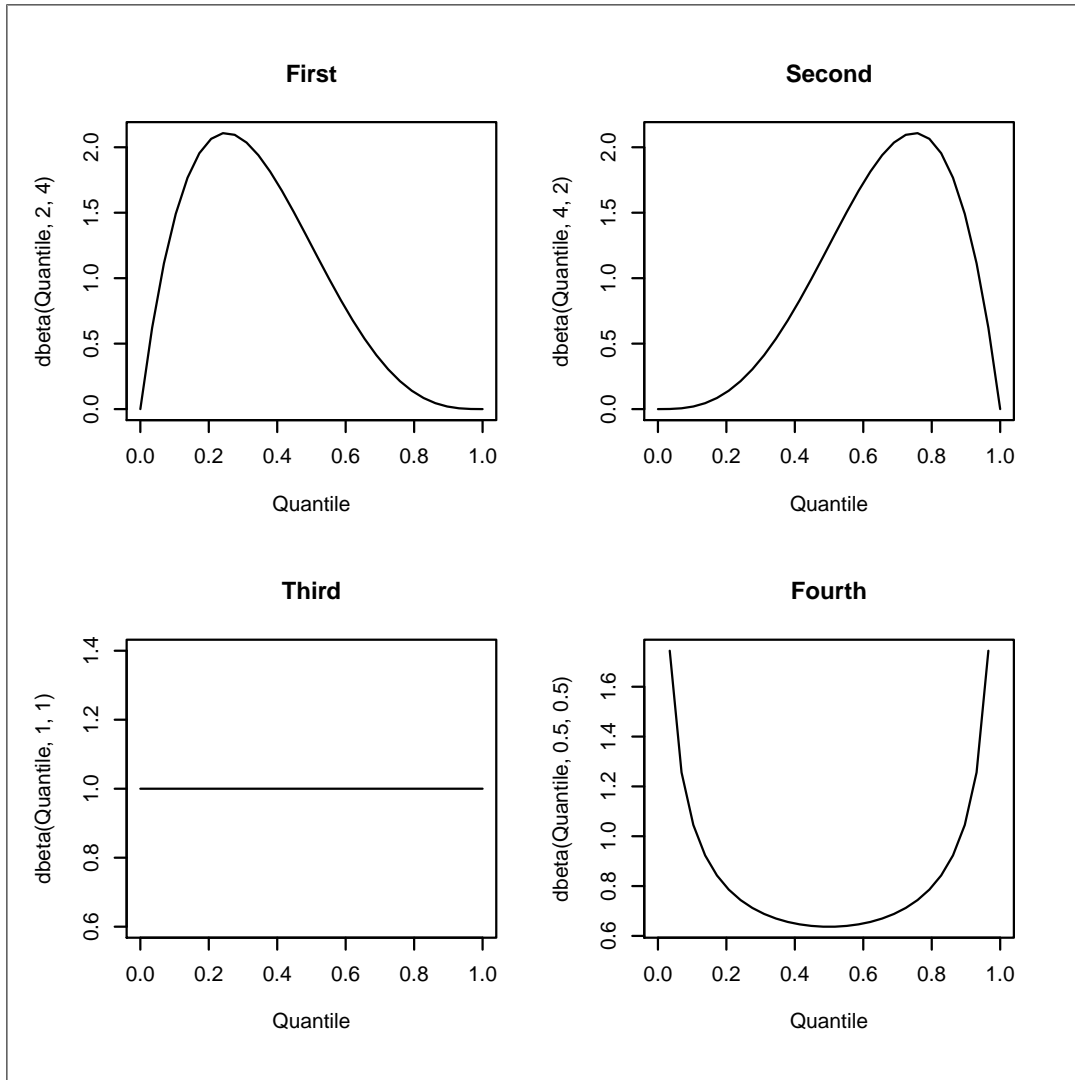 First
dbeta(Quantile, 2, 4)
2.0
1.5
1.0
0.5
0.0
0.0 0.2 0.4 0.6 0.8 1.0
Quantile
Second
dbeta(Quantile, 4, 2)
2.0
1.5
1.0
0.5
0.0
0.0 0.2 0.4 0.6 0.8 1.0
Quantile
Third
dbeta(Quantile, 1, 1)
1.4
1.2
1.0
0.8
0.6
0.0 0.2 0.4 0.6 0.8 1.0
Quantile
Fourth
dbeta(Quantile, 0.5, 0.5)
1.6
1.4
1.2
1.0
0.8
0.6
0.0 0.2 0.4 0.6 0.8 1.0
Quantile